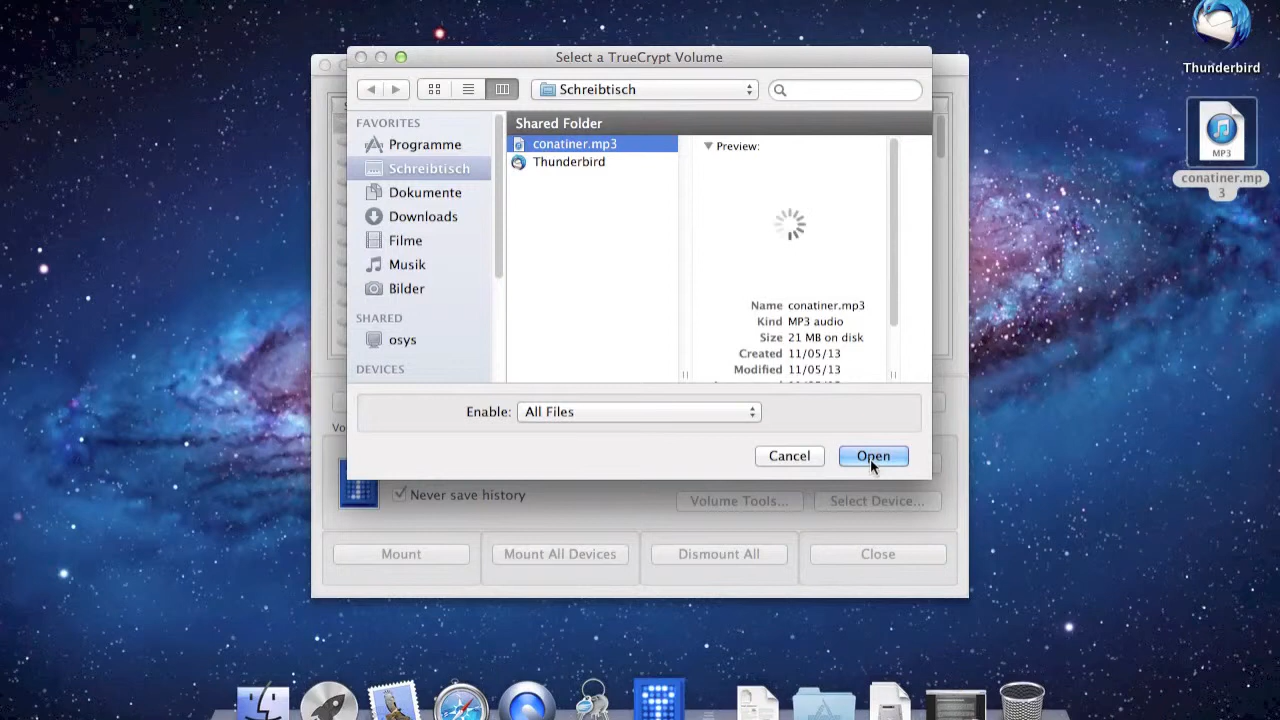 Select a TrueCrypt Volume
Schreibtisch
FAVORITES
Programme
Schreibtisch
Dokumente
Downloads
Filme
Musik
Bilder
SHARED
osys
DEVICES
Shared Folder
conatiner.mp3
Thunderbird
Preview:
Name conatiner.mp3
Kind MP3 audio
Size 21 MB on disk
Created 11/05/13
Modified 11/05/13
Enable: All Files
Cancel
Open
Never save history
Volume Tools...
Select Device...
Mount
Mount All Devices
Dismount All
Close
Thunderbird
MP3
conatiner.mp
3